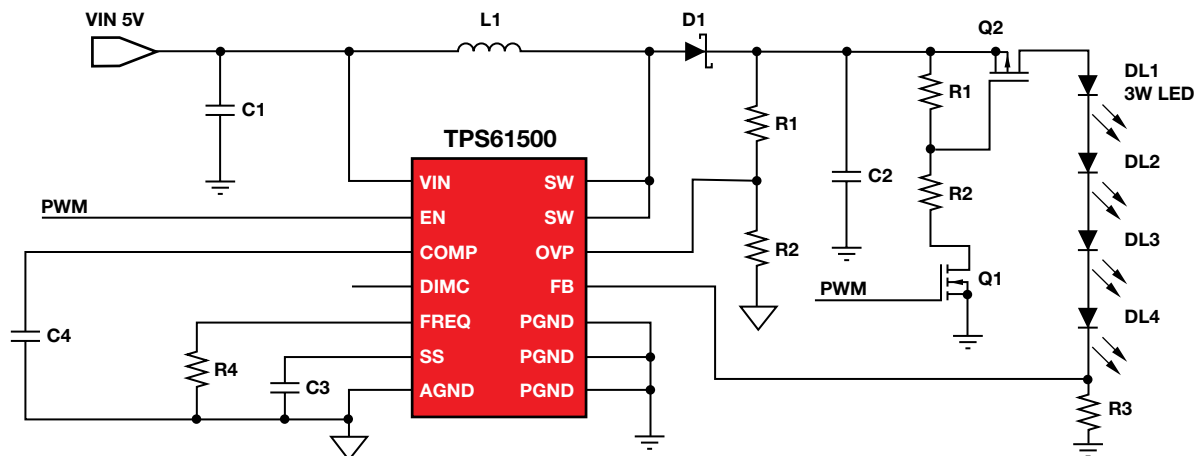 VIN 5V
L1
D1
Q2
C1
R1
C2
R1
DL1
3W LED
TPS61500
VIN
SW
DL2
PWM
EN
SW
R2
COMP
OVP
R2
DL3
DIMC
FB
PWM
Q1
C4
FREQ
PGND
DL4
R4
SS
PGND
C3
AGND
PGND
R3